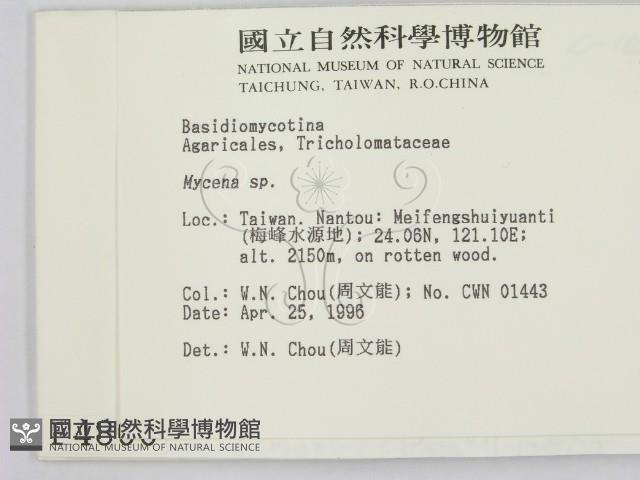 國立自然科學博物館
NATIONAL MUSEUM OF NATURAL SCIENCE
TAICHUNG, TAIWAN, R.O.CHINA
Basidiomycotina
Agaricales, Tricholomataceae
Mycena sp.
Loc.: Taiwan. Nantou: Meifengshuiyuanti
(梅峰水源地); 24.06N, 121.10E;
alt. 2150m, on rotten wood.
Col.: W.N. Chou(周文能); No. CWN 01443
Date: Apr. 25, 1996
Det.: W.N. Chou(周文能)
國立自然科學博物館
NATIONAL MUSEUM OF NATURAL SCIENCE